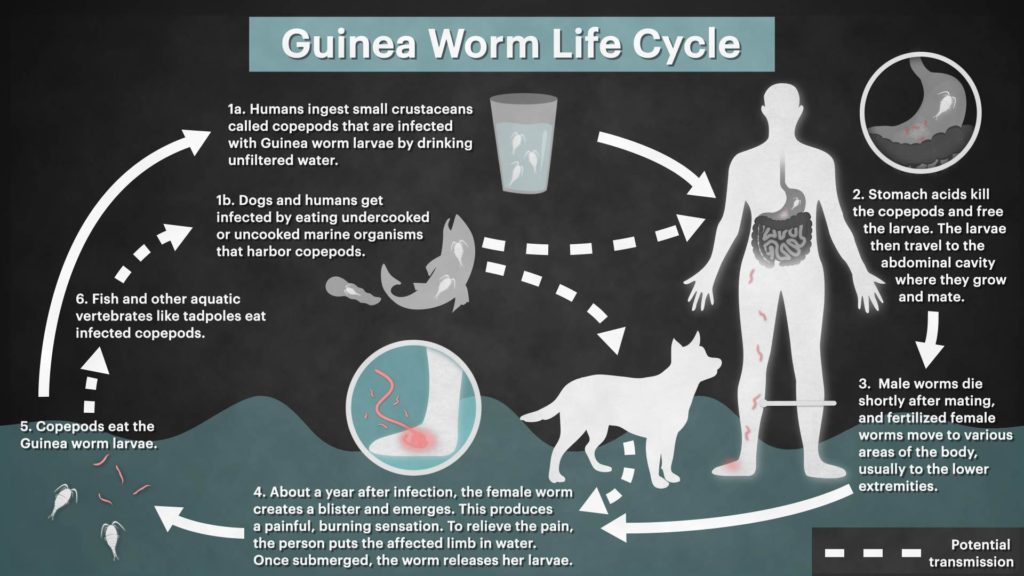 Guinea Worm Life Cycle
1a. Humans ingest small crustaceans
called copepods that are infected
with Guinea worm larvae by drinking
unfiltered water.
1b. Dogs and humans get
infected by eating undercooked
or uncooked marine organisms
that harbor copepods.
2. Stomach acids kill
the copepods and free
the larvae. The larvae
then travel to the
abdominal cavity
where they grow
and mate.
3. Male worms die
shortly after mating,
and fertilized female
worms move to various
areas of the body,
usually to the lower
extremities.
4. About a year after infection, the female worm
creates a blister and emerges. This produces
a painful, burning sensation. To relieve the pain,
the person puts the affected limb in water.
Once submerged, the worm releases her larvae.
5. Copepods eat the
Guinea worm larvae.
6. Fish and other aquatic
vertebrates like tadpoles eat
infected copepods.
Potential
transmission